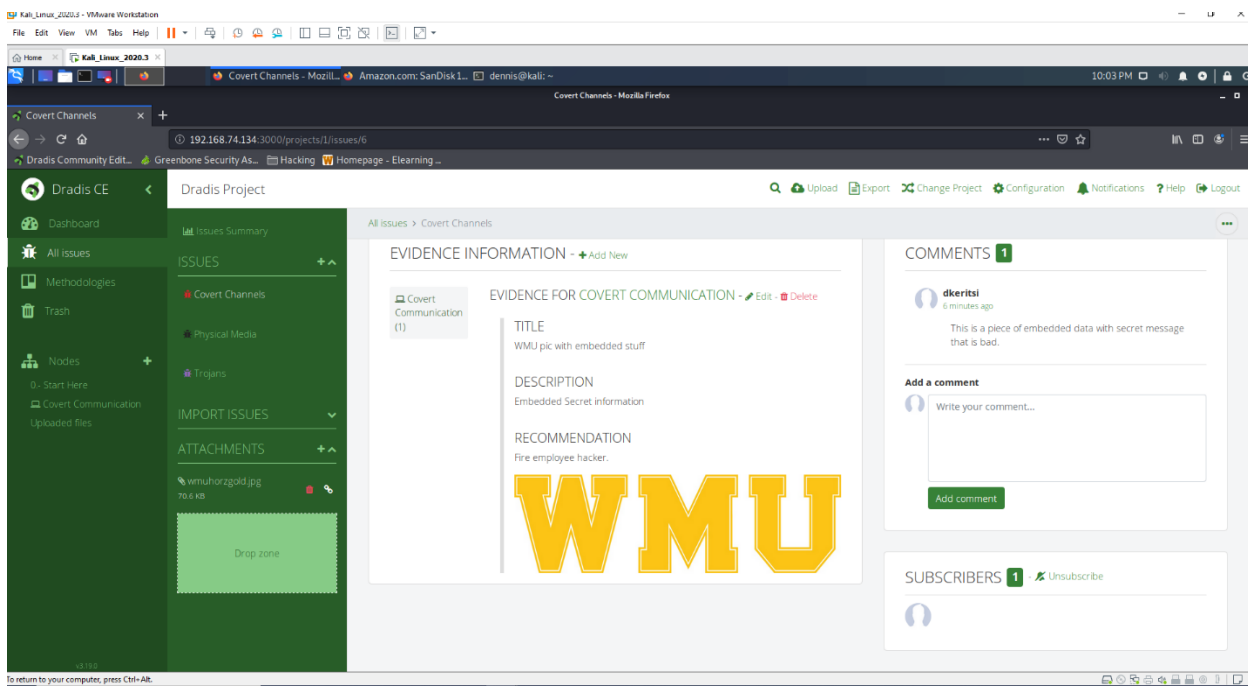 Kali_Linux_2020.3 - VMware Workstation
File Edit View VM Tabs Help
Home Kali_Linux_2020.3
Covert Channels - Mozill... Amazon.com: SanDisk 1... dennis@kali: ~ 10:03 PM
Covert Channels - Mozilla Firefox
Covert Channels
192.168.74.134:3000/projects/1/issues/6
Dradis Community Edit... Greenbone Security As... Hacking Homepage - Elearning ...
Dradis CE
Dradis Project
Upload Export Change Project Configuration Notifications ? Help Logout
Dashboard
All issues
Methodologies
Trash
Nodes +
0.- Start Here
Covert Communication
Uploaded files
v3.19.0
Issues Summary
ISSUES +
Covert Channels
Physical Media
Trojans
IMPORT ISSUES
ATTACHMENTS +
wmuhorzgold.jpg
70.6 KB
Drop zone
All issues > Covert Channels
EVIDENCE INFORMATION - + Add New
Covert
Communication
(1)
EVIDENCE FOR COVERT COMMUNICATION - Edit - Delete
TITLE
WMU pic with embedded stuff
DESCRIPTION
Embedded Secret information
RECOMMENDATION
Fire employee hacker.
WMU
COMMENTS 1
dkeritsi
6 minutes ago
This is a piece of embedded data with secret message
that is bad.
Add a comment
Write your comment...
Add comment
SUBSCRIBERS 1 - Unsubscribe
To return to your computer, press Ctrl+Alt.